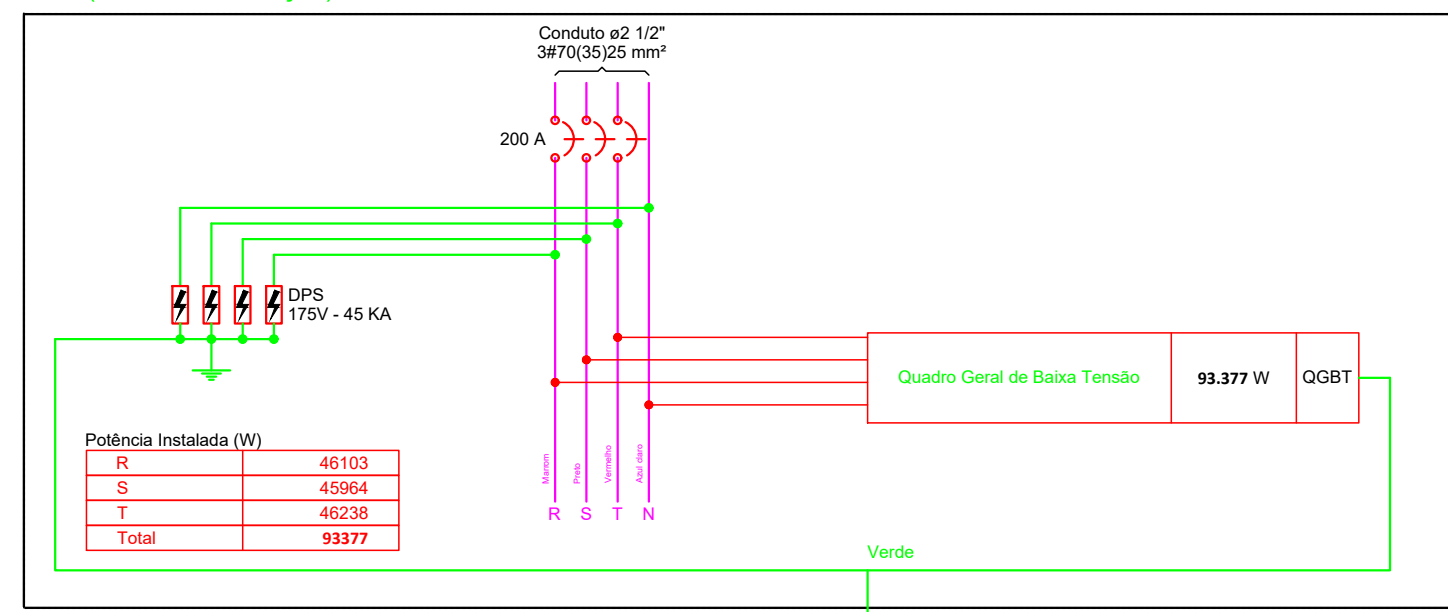 Conduto ø2 1/2"
3#70(35)25 mm²
200 A
DPS
175V - 45 KA
Quadro Geral de Baixa Tensão 93.377 W QGBT
Potência Instalada (W)
R 46103
S 45964
T 46238
Total 93377
Marrom
Preto
Vermelho
Azul claro
R S T N
Verde